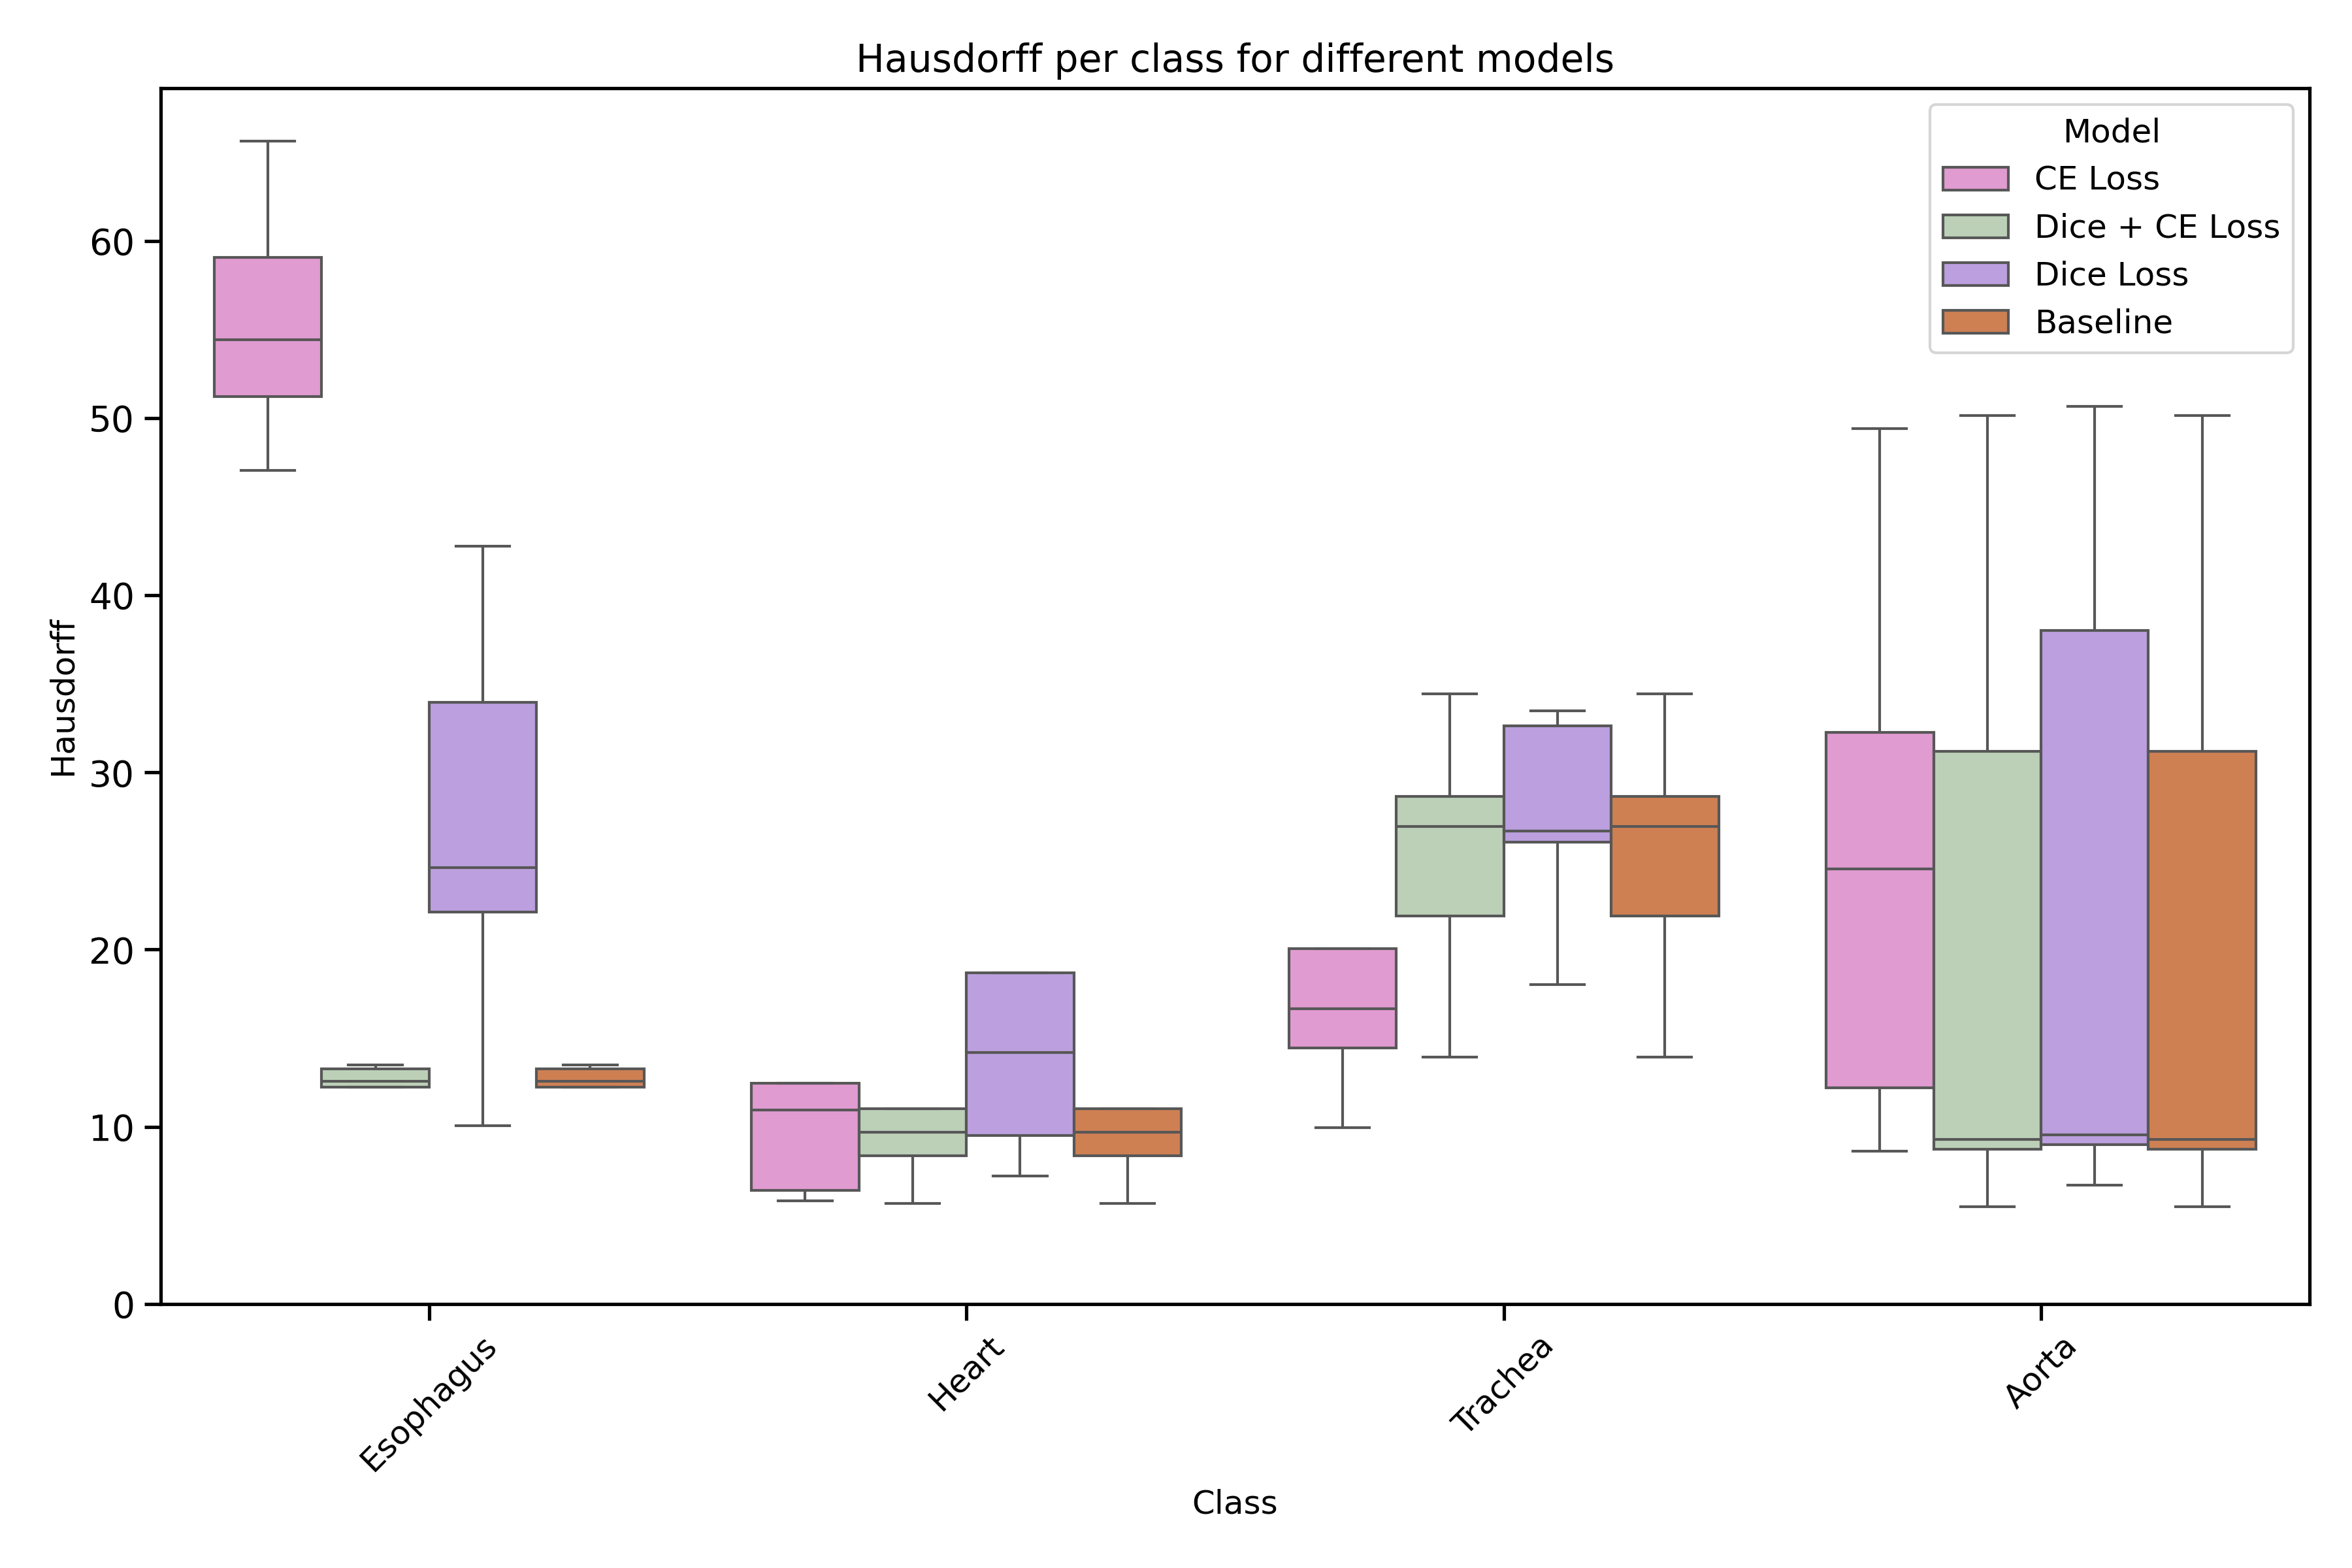 Hausdorff per class for different models
Model
CE Loss
Dice + CE Loss
Dice Loss
Baseline
Hausdorff
60
50
40
30
20
10
0
Esophagus
Heart
Trachea
Aorta
Class